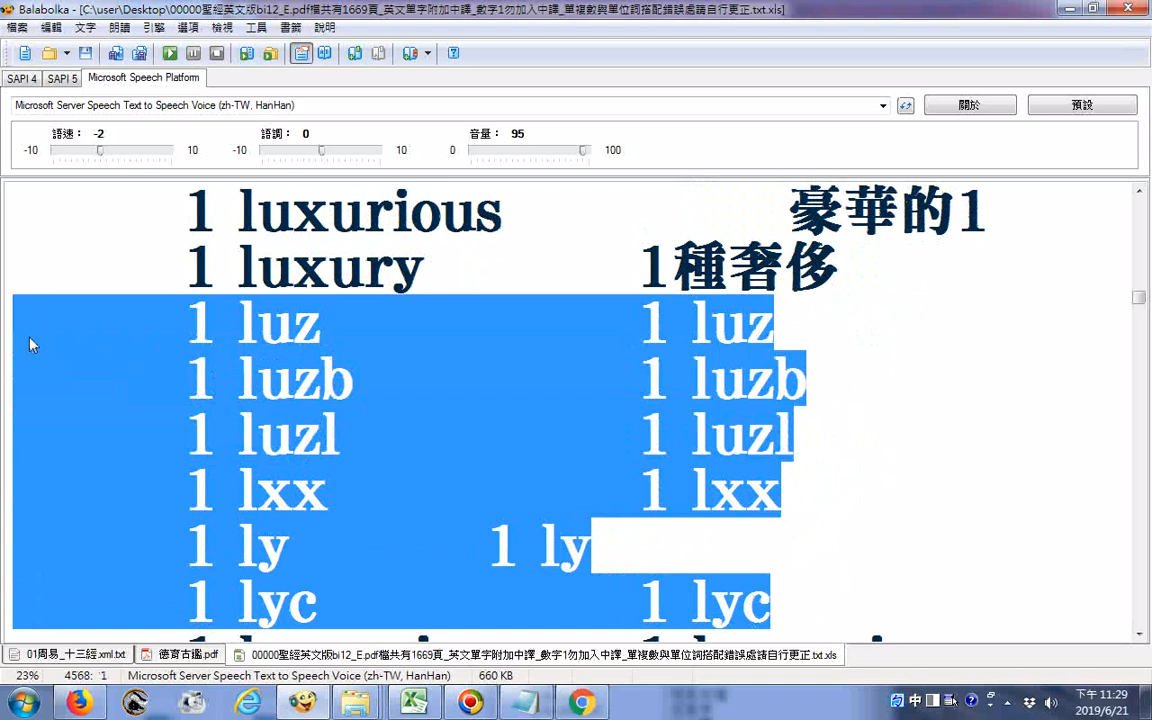 Balabolka - [C:\user\Desktop\00000聖經英文版bi12_E.pdf檔共有1669頁_英文單字附加中譯_數字1勿加入中譯_單複數與單位詞搭配錯誤處請自行更正.txt.xls]
檔案 編輯 文字 朗讀 引擎 選項 檢視 工具 書籤 說明
SAPI 4 SAPI 5 Microsoft Speech Platform
Microsoft Server Speech Text to Speech Voice (zh-TW, HanHan) 關於 預設
語速： -2 語調： 0 音量： 95
-10 10 -10 10 0 100
1 luxurious 豪華的1
1 luxury 1種奢侈
1 luz 1 luz
1 luzb 1 luzb
1 luzl 1 luzl
1 lxx 1 lxx
1 ly 1 ly
1 lyc 1 lyc
01周易_十三經.xml.txt 德育古鑑.pdf 00000聖經英文版bi12_E.pdf檔共有1669頁_英文單字附加中譯_數字1勿加入中譯_單複數與單位詞搭配錯誤處請自行更正.txt.xls
23% 4568: 1 Microsoft Server Speech Text to Speech Voice (zh-TW, HanHan) 660 KB
中 下午 11:29
2019/6/21